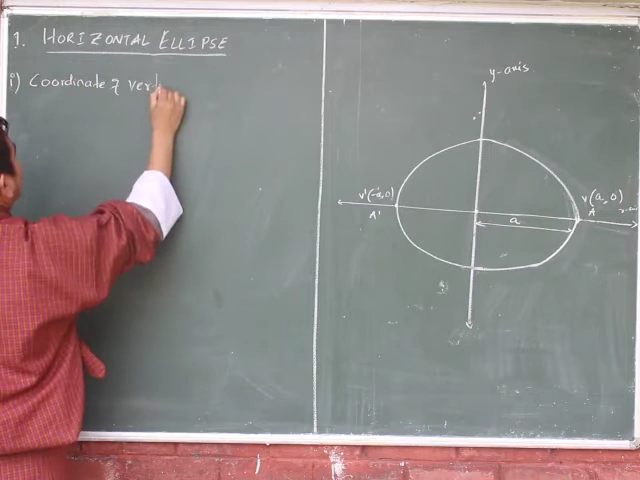 1. HORIZONTAL ELLIPSE
i) Coordinate of vert
y-axis
v'(-a,0)
A'
v(a,0)
A
a